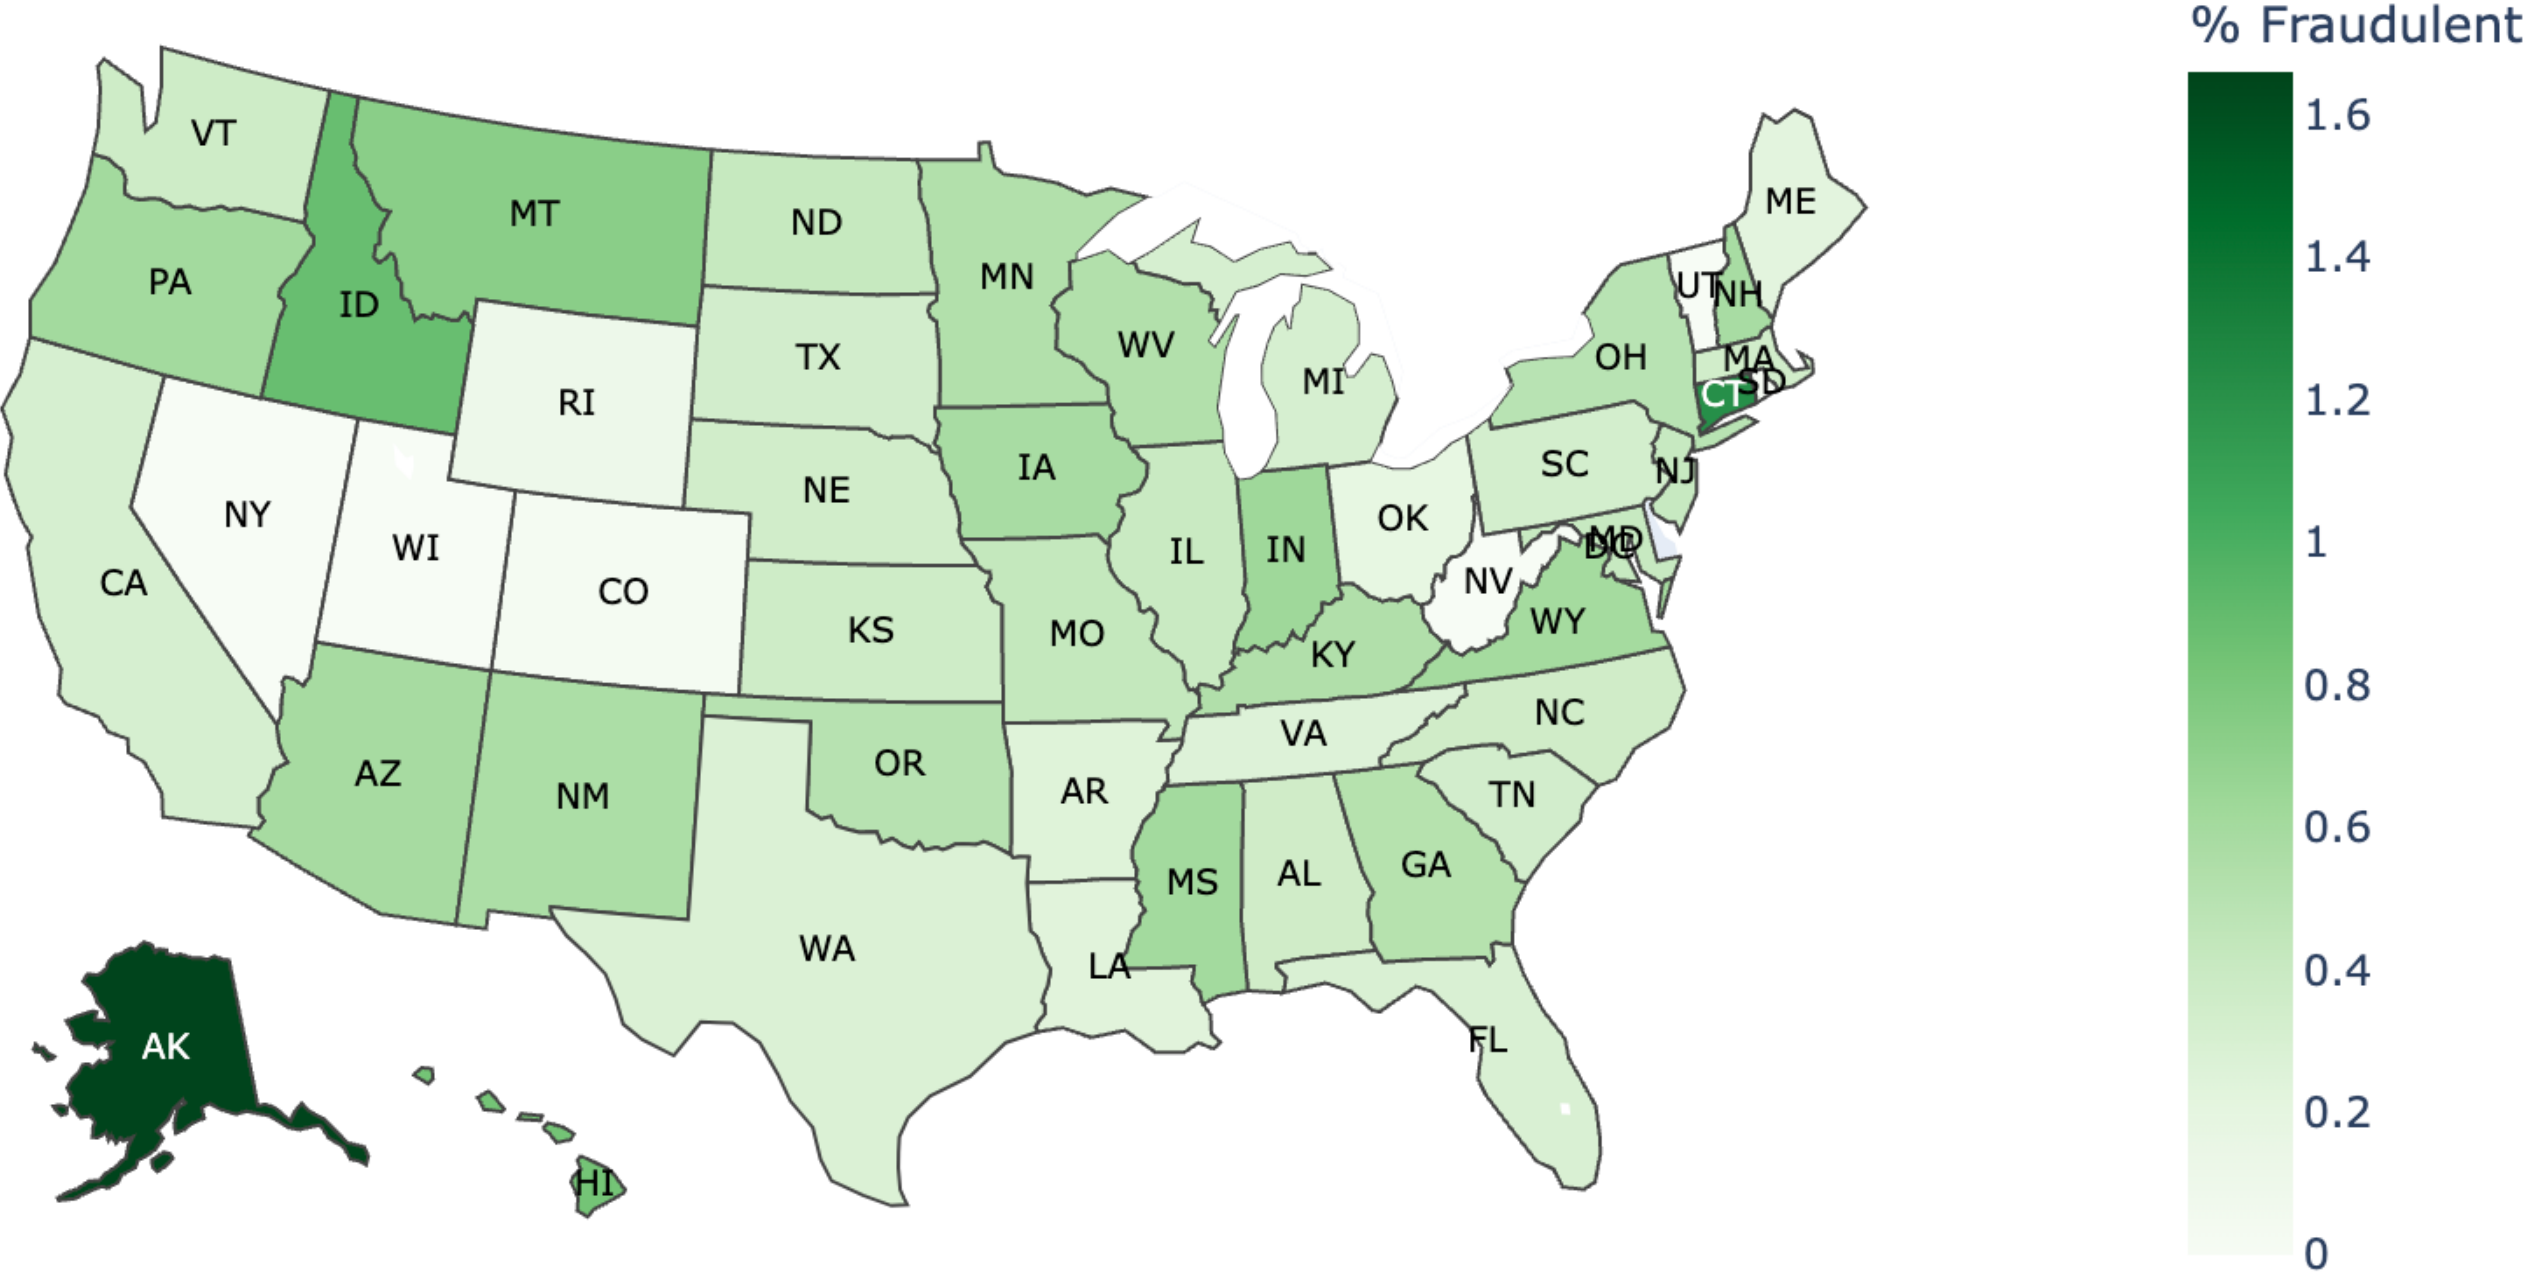 % Fraudulent
1.6
1.4
1.2
1
0.8
0.6
0.4
0.2
0
VT
MT
ND
MN
ME
PA
ID
UT
NH
RI
TX
WV
MI
OH
MA
SD
CT
NE
IA
SC
NJ
NY
WI
CO
IL
IN
OK
MD
DC
NV
CA
KS
MO
KY
WY
AZ
NM
OR
AR
VA
NC
TN
MS
AL
GA
WA
LA
FL
AK
HI